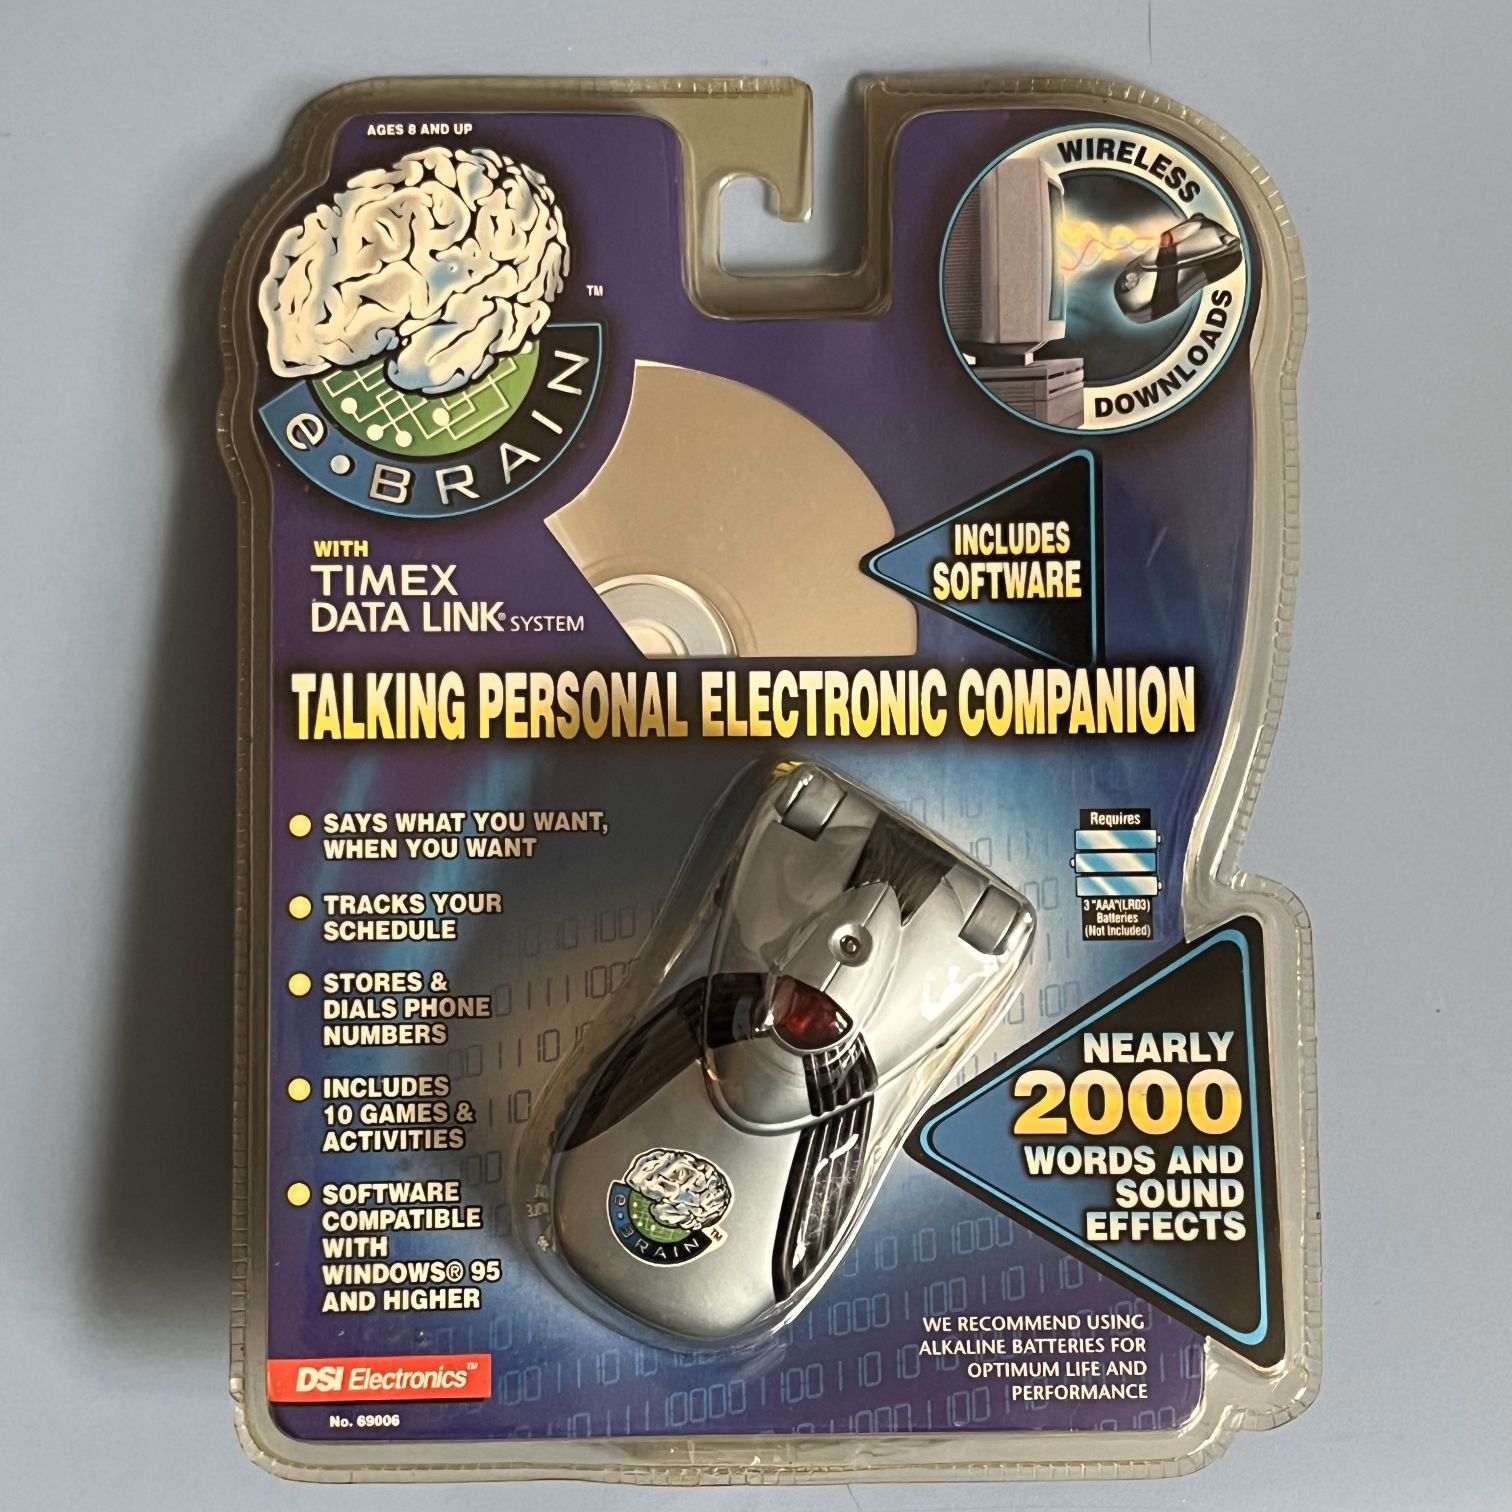 AGES 8 AND UP
WIRELESS
DOWNLOADS
TM
e•BRAIN
WITH
TIMEX
DATA LINK® SYSTEM
INCLUDES
SOFTWARE
TALKING PERSONAL ELECTRONIC COMPANION
SAYS WHAT YOU WANT,
WHEN YOU WANT
TRACKS YOUR
SCHEDULE
STORES &
DIALS PHONE
NUMBERS
INCLUDES
10 GAMES &
ACTIVITIES
SOFTWARE
COMPATIBLE
WITH
WINDOWS® 95
AND HIGHER
Requires
3 "AAA"(LR03)
Batteries
(Not Included)
e•BRAIN TM
NEARLY
2000
WORDS AND
SOUND
EFFECTS
WE RECOMMEND USING
ALKALINE BATTERIES FOR
OPTIMUM LIFE AND
PERFORMANCE
DSI Electronics™
No. 69006